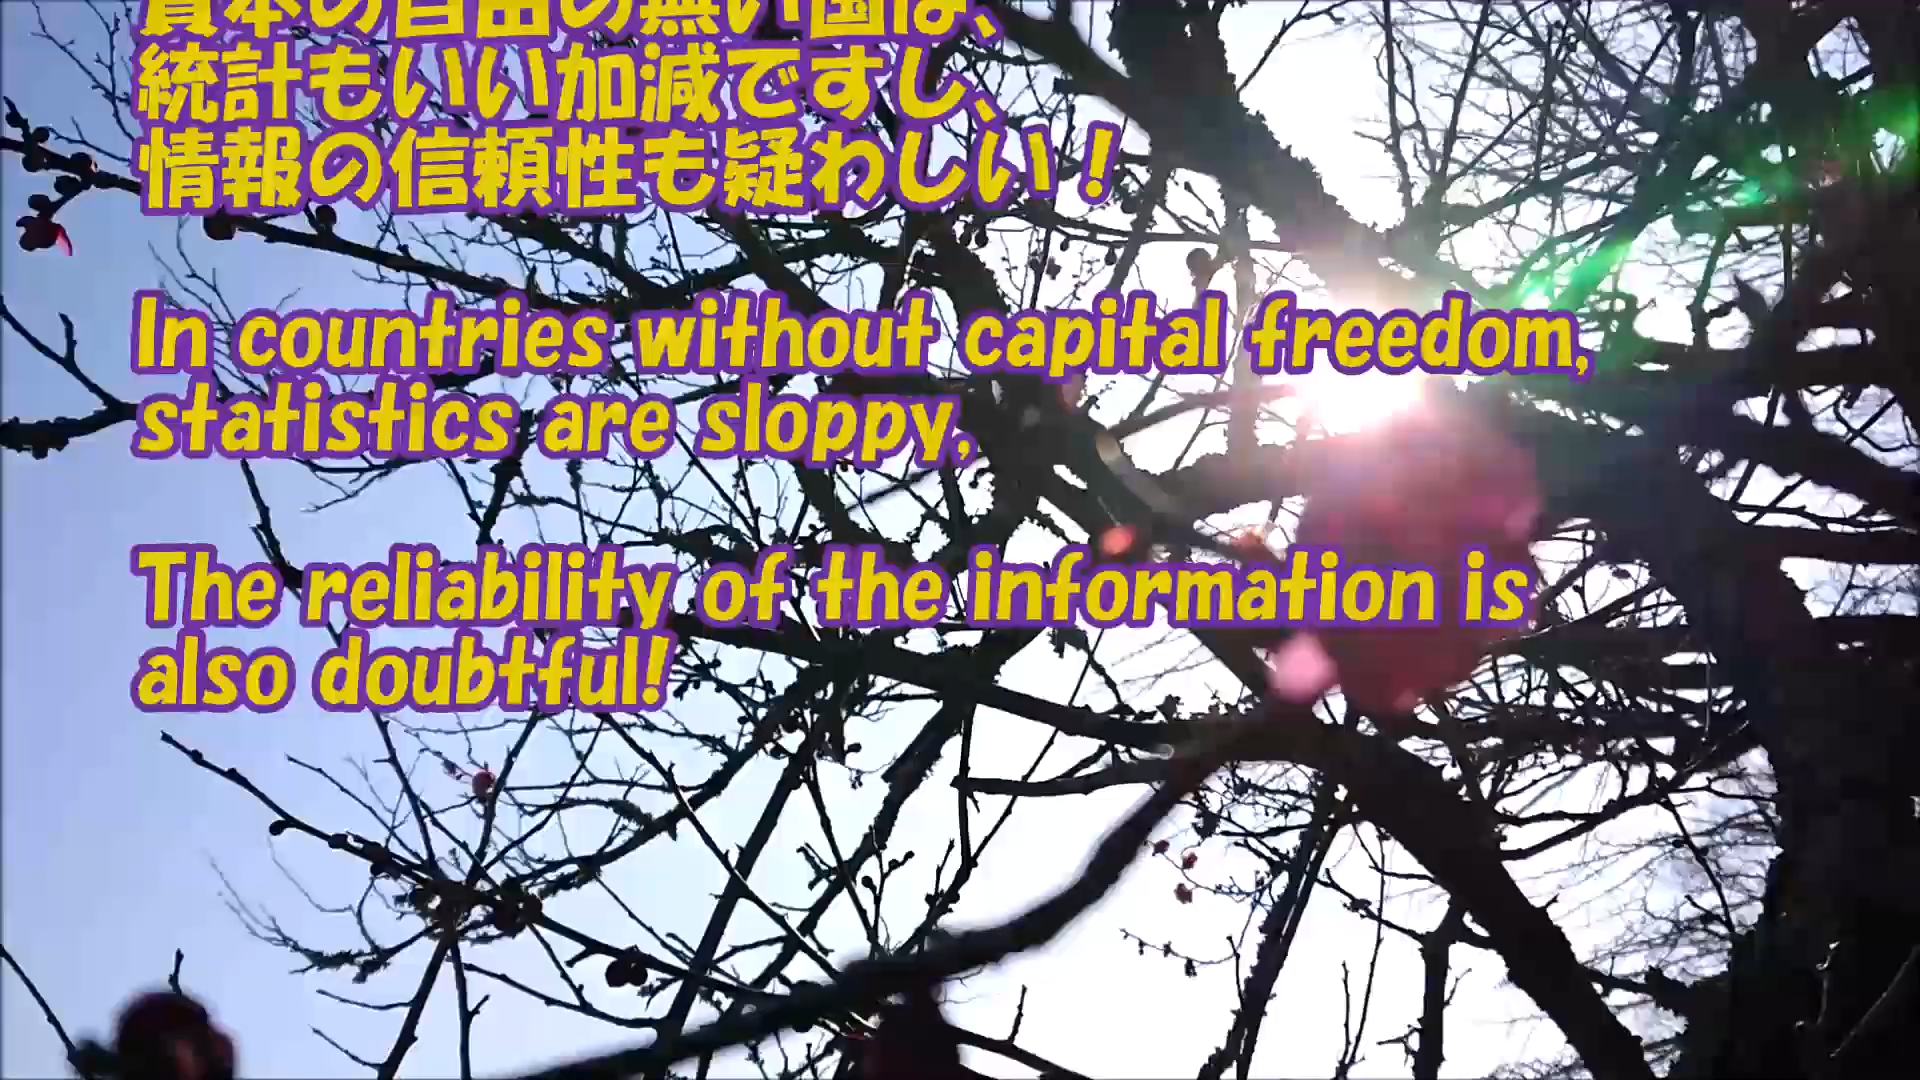 資本の自由の無い国は、
統計もいい加減ですし、
情報の信頼性も疑わしい！
In countries without capital freedom,
statistics are sloppy,
The reliability of the information is
also doubtful!